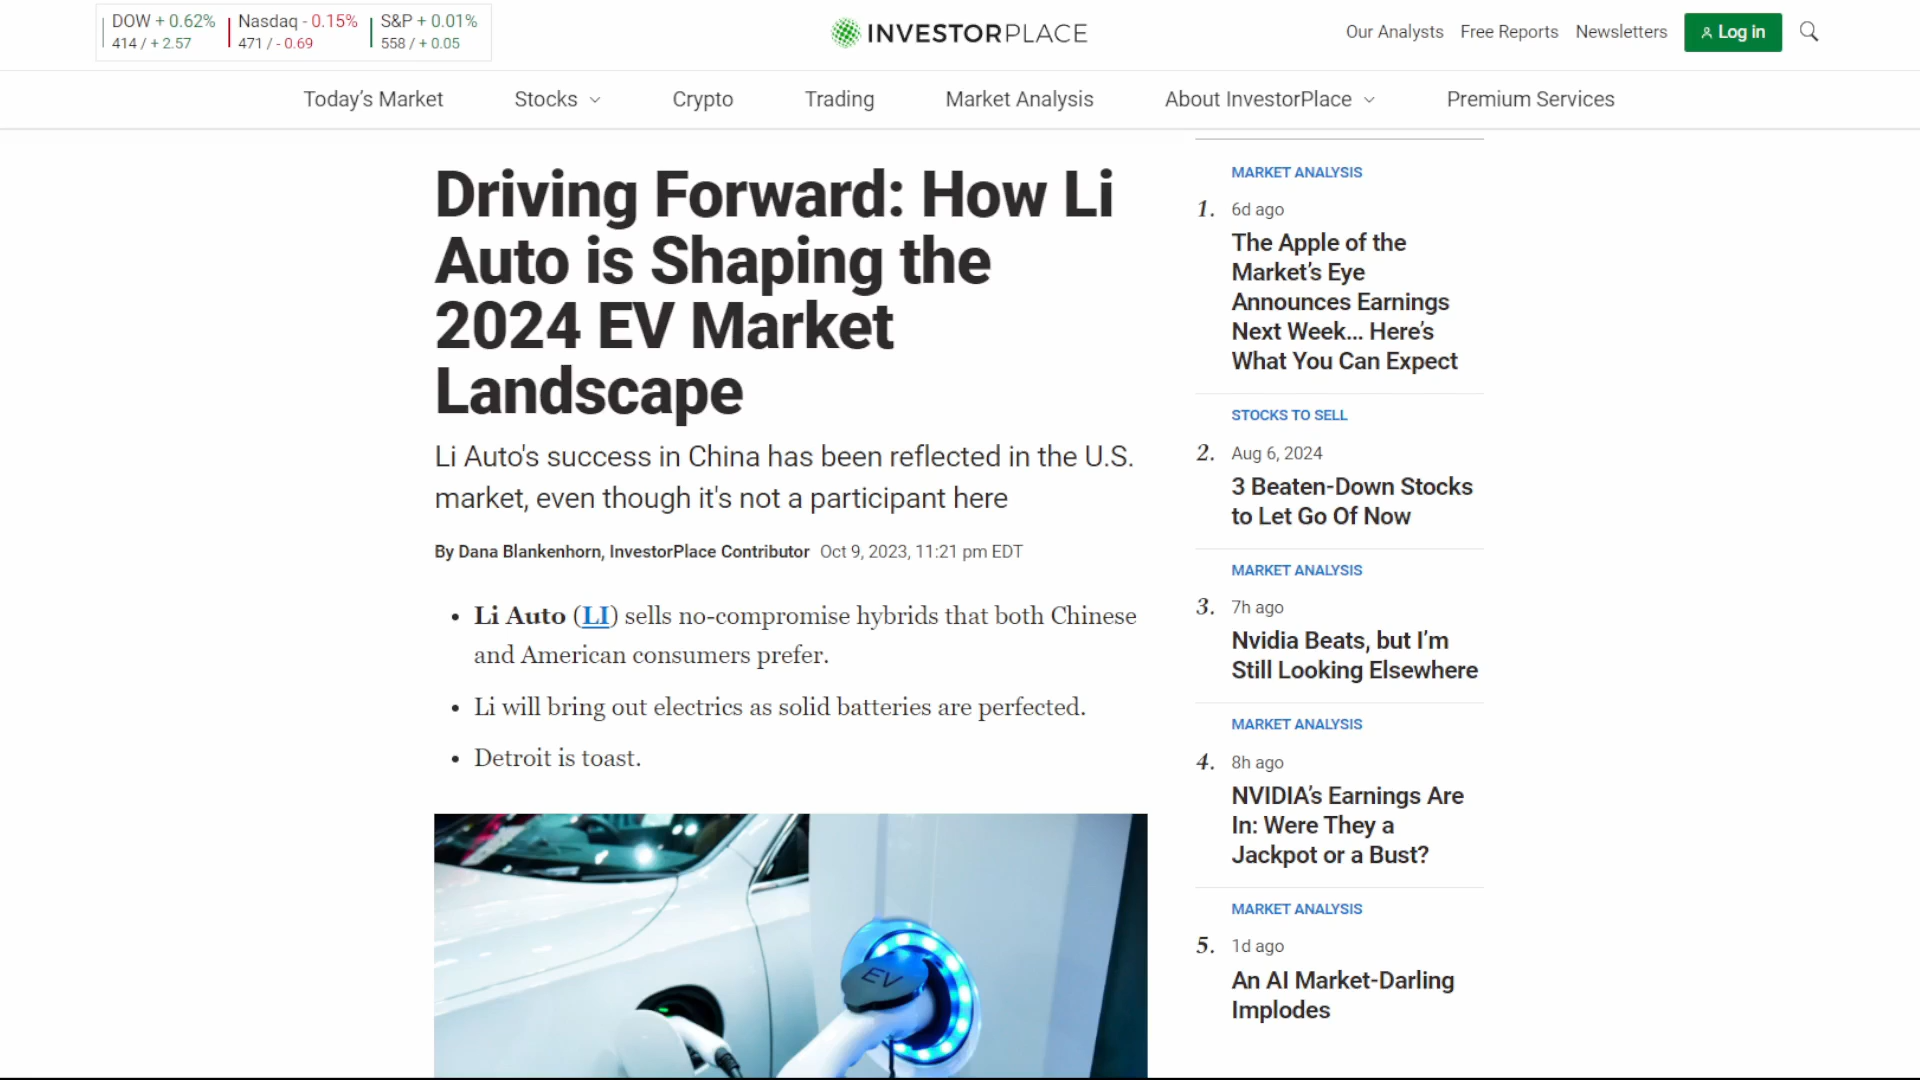 DOW + 0.62%
414 / + 2.57
Nasdaq - 0.15%
471 / - 0.69
S&P + 0.01%
558 / + 0.05
INVESTORPLACE
Our Analysts
Free Reports
Newsletters
Log in
Today's Market
Stocks
Crypto
Trading
Market Analysis
About InvestorPlace
Premium Services
Driving Forward: How Li
Auto is Shaping the
2024 EV Market
Landscape
Li Auto's success in China has been reflected in the U.S.
market, even though it's not a participant here
By Dana Blankenhorn, InvestorPlace Contributor Oct 9, 2023, 11:21 pm EDT
• Li Auto (LI) sells no-compromise hybrids that both Chinese
and American consumers prefer.
• Li will bring out electrics as solid batteries are perfected.
• Detroit is toast.
EV
MARKET ANALYSIS
1. 6d ago
The Apple of the
Market's Eye
Announces Earnings
Next Week... Here's
What You Can Expect
STOCKS TO SELL
2. Aug 6, 2024
3 Beaten-Down Stocks
to Let Go Of Now
MARKET ANALYSIS
3. 7h ago
Nvidia Beats, but I'm
Still Looking Elsewhere
MARKET ANALYSIS
4. 8h ago
NVIDIA's Earnings Are
In: Were They a
Jackpot or a Bust?
MARKET ANALYSIS
5. 1d ago
An AI Market-Darling
Implodes